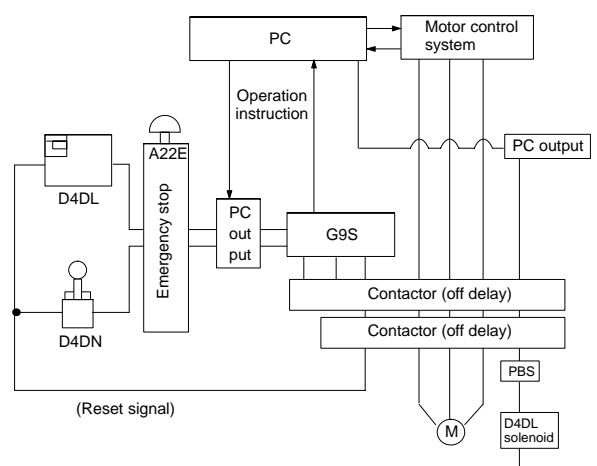 PC
Motor control
system
Operation
instruction
PC output
A22E
Emergency stop
D4DL
PC
out
put
G9S
D4DN
Contactor (off delay)
Contactor (off delay)
PBS
(Reset signal)
M
D4DL
solenoid